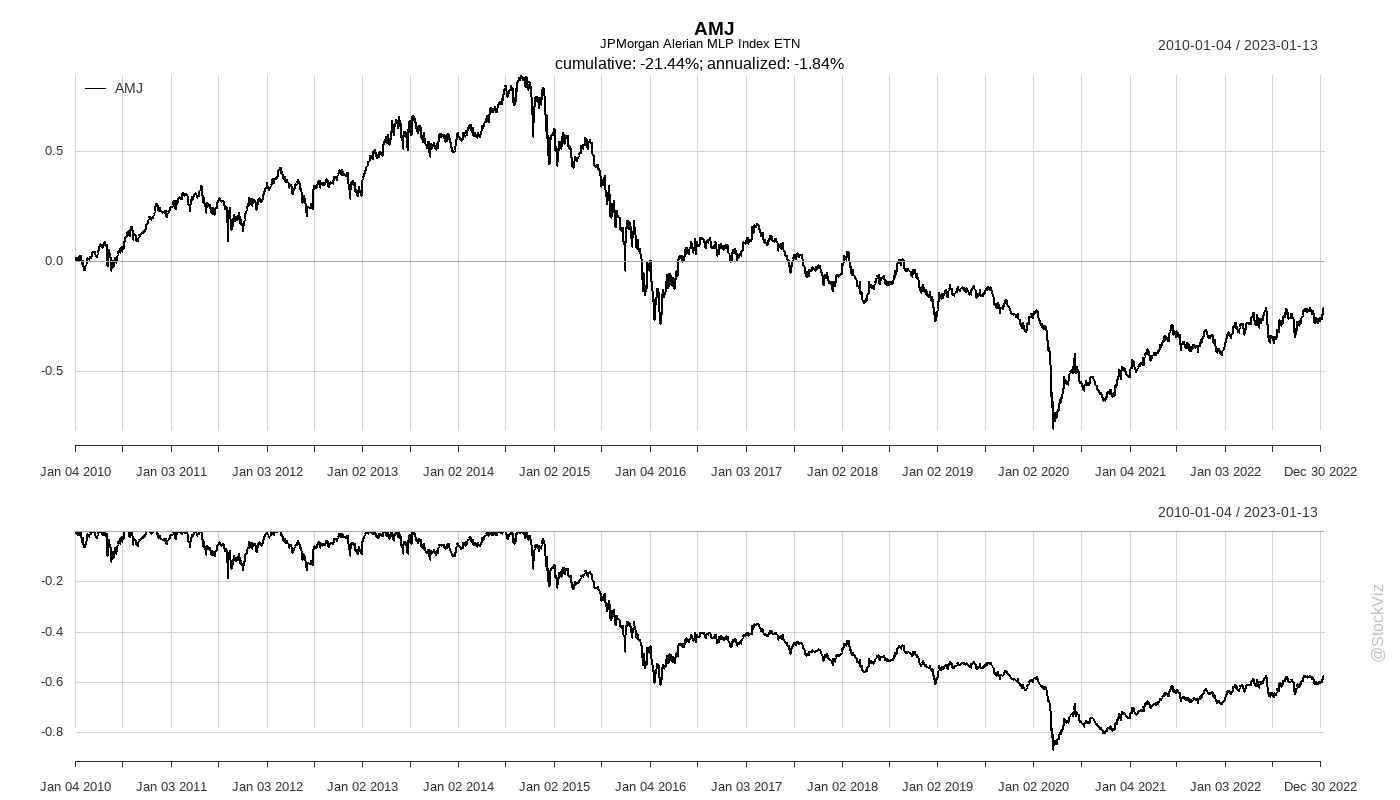 AMJ
JPMorgan Alerian MLP Index ETN
cumulative: -21.44%; annualized: -1.84%
2010-01-04 / 2023-01-13
AMJ
0.5
0.0
-0.5
Jan 04 2010 Jan 03 2011 Jan 03 2012 Jan 02 2013 Jan 02 2014 Jan 02 2015 Jan 04 2016 Jan 03 2017 Jan 02 2018 Jan 02 2019 Jan 02 2020 Jan 04 2021 Jan 03 2022 Dec 30 2022
2010-01-04 / 2023-01-13
-0.2
-0.4
-0.6
-0.8
Jan 04 2010 Jan 03 2011 Jan 03 2012 Jan 02 2013 Jan 02 2014 Jan 02 2015 Jan 04 2016 Jan 03 2017 Jan 02 2018 Jan 02 2019 Jan 02 2020 Jan 04 2021 Jan 03 2022 Dec 30 2022
@StockViz